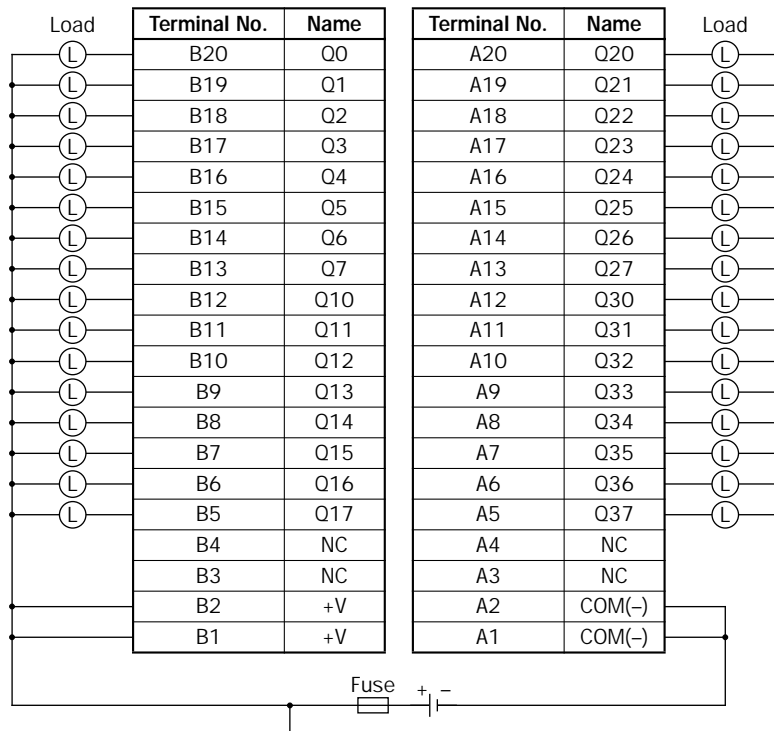 Load Terminal No. Name Terminal No. Name Load
L B20 Q0 A20 Q20 L
L B19 Q1 A19 Q21 L
L B18 Q2 A18 Q22 L
L B17 Q3 A17 Q23 L
L B16 Q4 A16 Q24 L
L B15 Q5 A15 Q25 L
L B14 Q6 A14 Q26 L
L B13 Q7 A13 Q27 L
L B12 Q10 A12 Q30 L
L B11 Q11 A11 Q31 L
L B10 Q12 A10 Q32 L
L B9 Q13 A9 Q33 L
L B8 Q14 A8 Q34 L
L B7 Q15 A7 Q35 L
L B6 Q16 A6 Q36 L
L B5 Q17 A5 Q37 L
B4 NC A4 NC
B3 NC A3 NC
B2 +V A2 COM(–)
B1 +V A1 COM(–)
Fuse + –